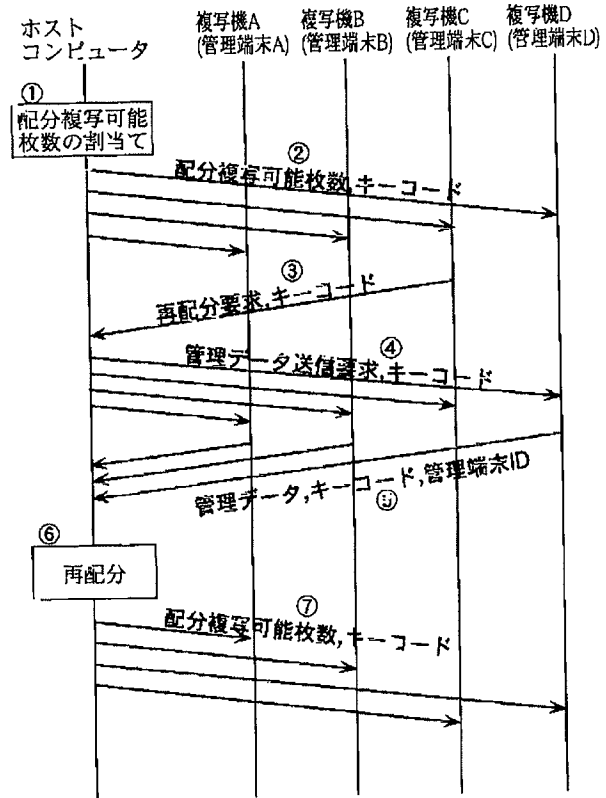 ホスト
コンピュータ
複写機A
(管理端末A)
複写機B
(管理端末B)
複写機C
(管理端末C)
複写機D
(管理端末D)
①
配分複写可能
枚数の割当て
②
配分複写可能枚数,キーコード
③
再配分要求,キーコード
④
管理データ送信要求,キーコード
管理データ,キーコード,管理端末ID
⑤
⑥
再配分
⑦
配分複写可能枚数,キーコード